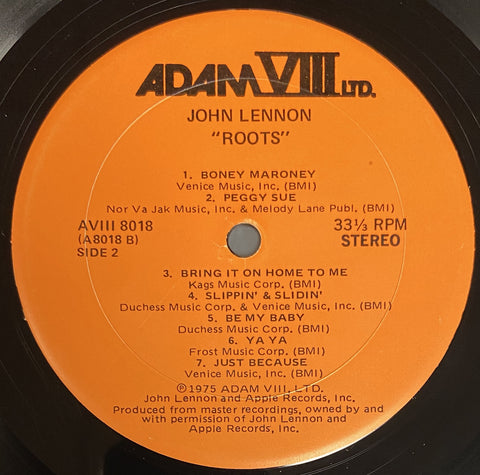 ADAM VIII LTD.
JOHN LENNON
"ROOTS"
1. BONEY MARONEY
Venice Music, Inc. (BMI)
2. PEGGY SUE
Nor Va Jak Music, Inc. & Melody Lane Publ. (BMI)
AVIII 8018
(A8018 B)
SIDE 2
33⅓ RPM
STEREO
3. BRING IT ON HOME TO ME
Kags Music Corp. (BMI)
4. SLIPPIN' & SLIDIN'
Duchess Music Corp. & Venice Music, Inc. (BMI)
5. BE MY BABY
Duchess Music Corp. (BMI)
6. YA YA
Frost Music Corp. (BMI)
7. JUST BECAUSE
Venice Music, Inc. (BMI)
℗1975 ADAM VIII, LTD.
John Lennon and Apple Records, Inc.
Produced from master recordings, owned by and
with permission of John Lennon and
Apple Records, Inc.